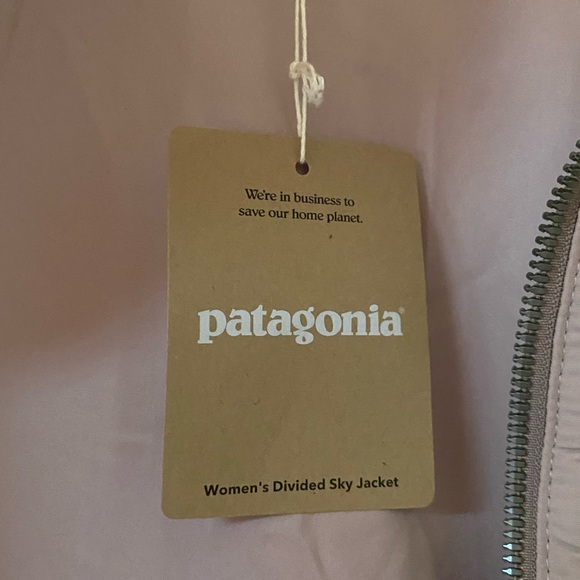 We're in business to
save our home planet.
patagonia®
Women's Divided Sky Jacket